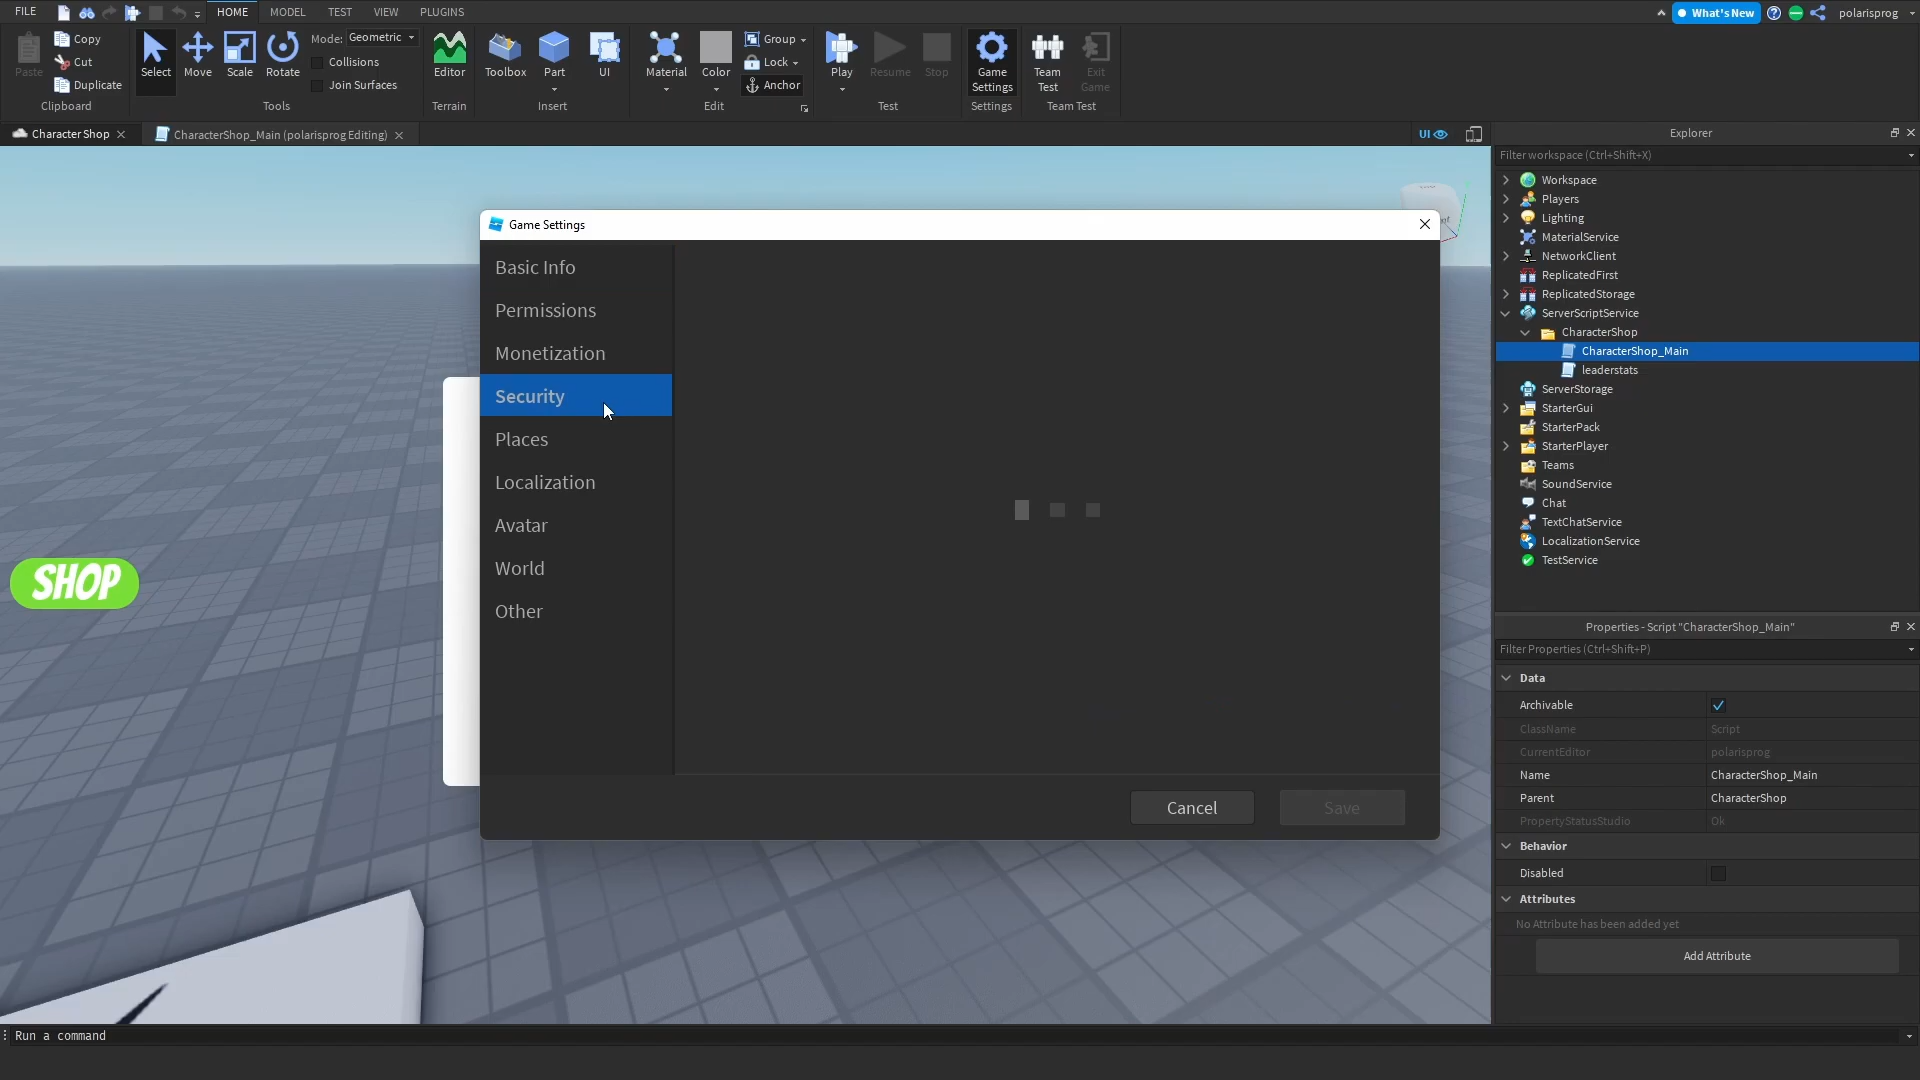 FILE
HOME
MODEL
TEST
VIEW
PLUGINS
What's New
polarisprog
Paste
Copy
Cut
Duplicate
Clipboard
Select
Move
Scale
Rotate
Mode: Geometric
Collisions
Join Surfaces
Tools
Editor
Terrain
Toolbox
Part
UI
Insert
Material
Color
Group
Lock
Anchor
Edit
Play
Resume
Stop
Test
Game
Settings
Settings
Team
Test
Exit
Game
Team Test
Character Shop
CharacterShop_Main (polarisprog Editing)
UI
Explorer
Filter workspace (Ctrl+Shift+X)
Workspace
Players
Lighting
MaterialService
NetworkClient
ReplicatedFirst
ReplicatedStorage
ServerScriptService
CharacterShop
CharacterShop_Main
leaderstats
ServerStorage
StarterGui
StarterPack
StarterPlayer
Teams
SoundService
Chat
TextChatService
LocalizationService
TestService
Game Settings
Basic Info
Permissions
Monetization
Security
Places
Localization
Avatar
World
Other
Cancel
Save
SHOP
Properties - Script "CharacterShop_Main"
Filter Properties (Ctrl+Shift+P)
Data
Archivable
ClassName Script
CurrentEditor polarisprog
Name CharacterShop_Main
Parent CharacterShop
PropertyStatusStudio Ok
Behavior
Disabled
Attributes
No Attribute has been added yet
Add Attribute
Run a command